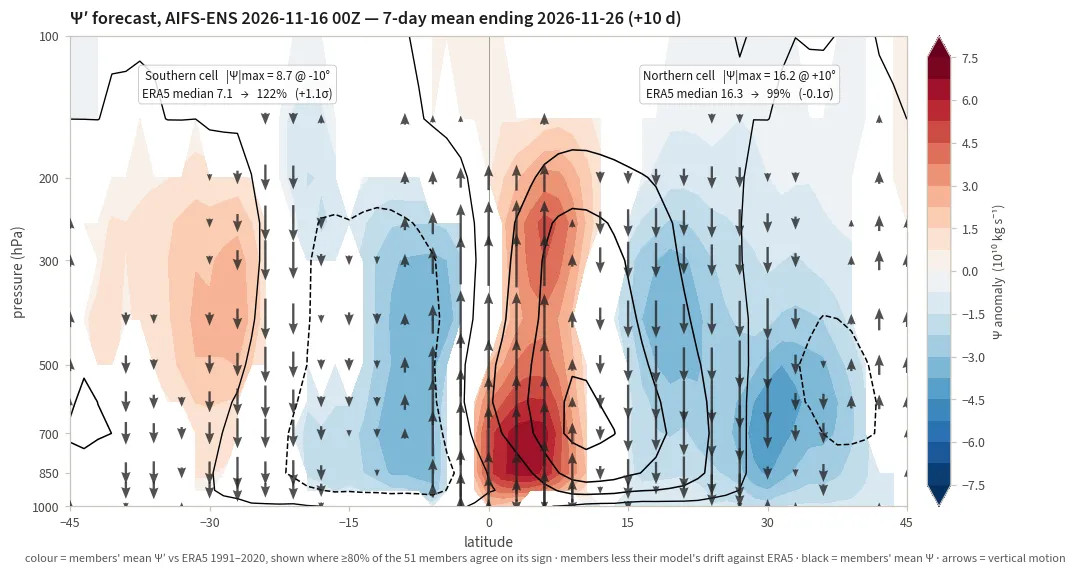 Ψ′ forecast, AIFS-ENS 2026-11-16 00Z — 7-day mean ending 2026-11-26 (+10 d)
100
200
300
500
700
850
1000
pressure (hPa)
Southern cell |Ψ|max = 8.7 @ -10°
ERA5 median 7.1 → 122% (+1.1σ)
Northern cell |Ψ|max = 16.2 @ +10°
ERA5 median 16.3 → 99% (-0.1σ)
−45
−30
−15
0
15
30
45
latitude
7.5
6.0
4.5
3.0
1.5
0.0
−1.5
−3.0
−4.5
−6.0
−7.5
Ψ anomaly (10¹⁰ kg s⁻¹)
colour = members' mean Ψ′ vs ERA5 1991–2020, shown where ≥80% of the 51 members agree on its sign · members less their model's drift against ERA5 · black = members' mean Ψ · arrows = vertical motion